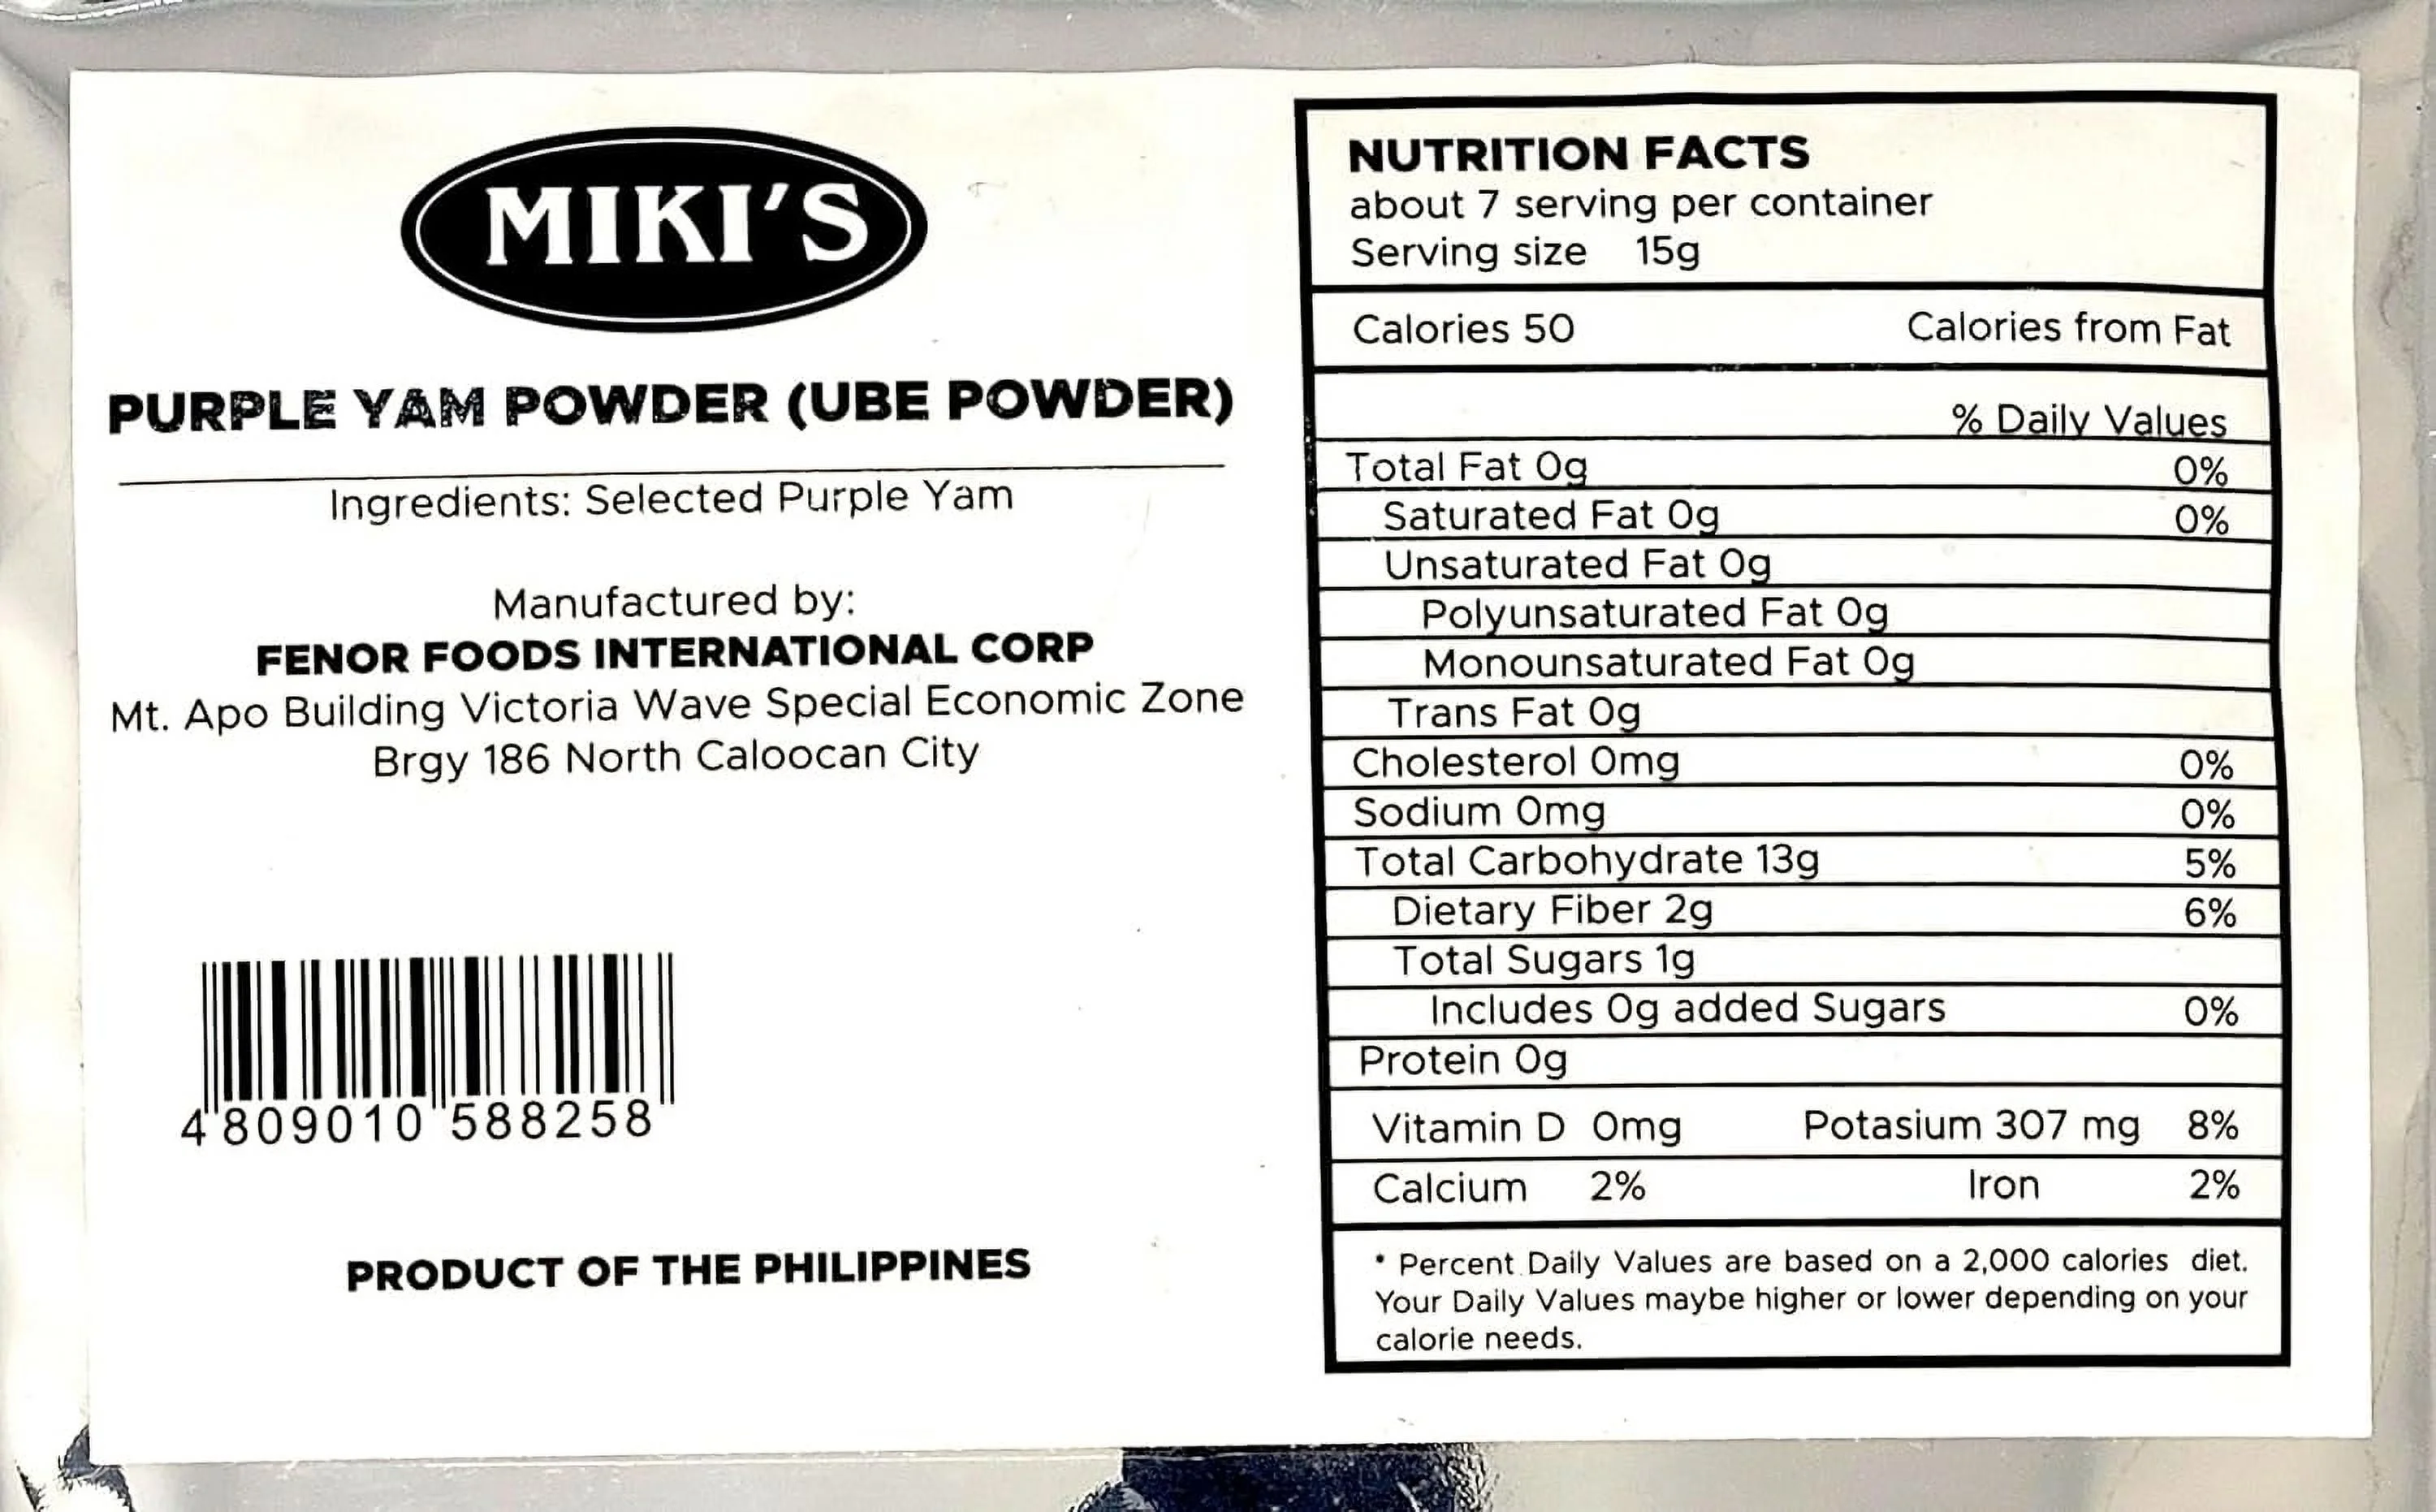 MIKI'S
PURPLE YAM POWDER (UBE POWDER)
Ingredients: Selected Purple Yam
Manufactured by:
FENOR FOODS INTERNATIONAL CORP
Mt. Apo Building Victoria Wave Special Economic Zone
Brgy 186 North Caloocan City
4 809010 588258
PRODUCT OF THE PHILIPPINES
NUTRITION FACTS
about 7 serving per container
Serving size 15g
Calories 50 Calories from Fat
% Daily Values
Total Fat 0g 0%
Saturated Fat 0g 0%
Unsaturated Fat 0g
Polyunsaturated Fat 0g
Monounsaturated Fat 0g
Trans Fat 0g
Cholesterol 0mg 0%
Sodium 0mg 0%
Total Carbohydrate 13g 5%
Dietary Fiber 2g 6%
Total Sugars 1g
Includes 0g added Sugars 0%
Protein 0g
Vitamin D 0mg Potasium 307 mg 8%
Calcium 2% Iron 2%
* Percent Daily Values are based on a 2,000 calories diet.
Your Daily Values maybe higher or lower depending on your
calorie needs.